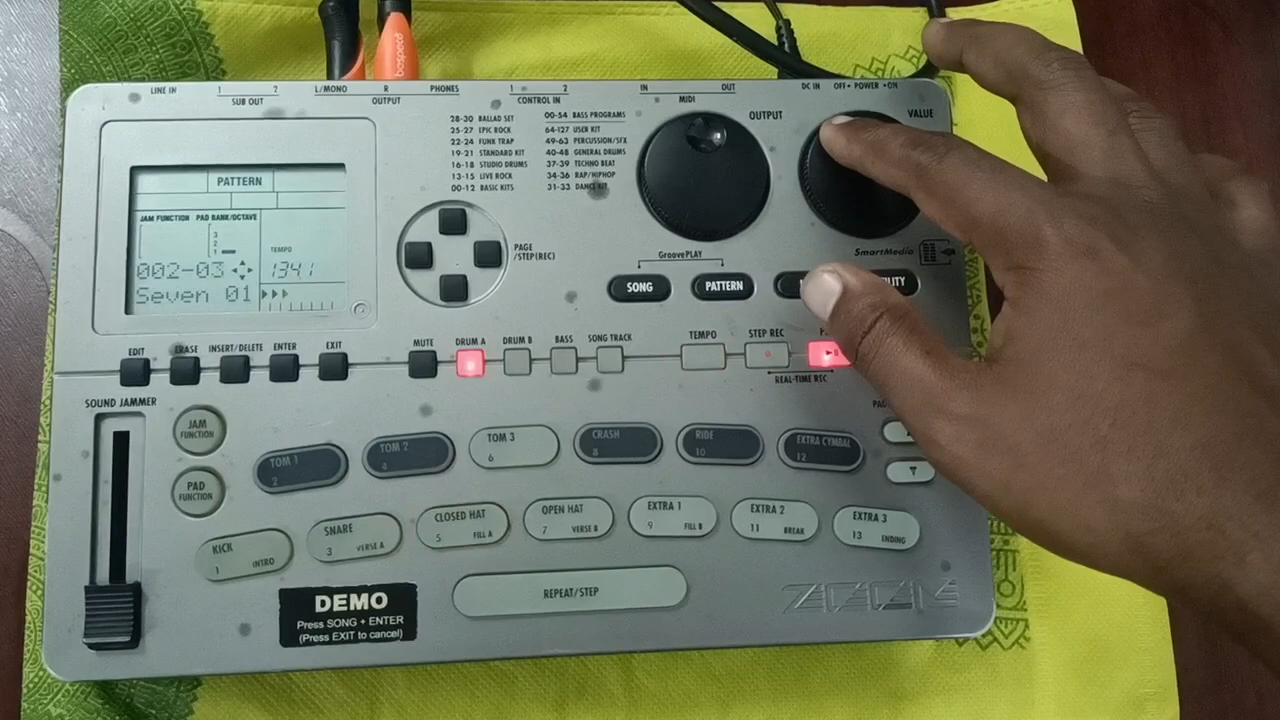 baspeca
LINE IN
1 2
SUB OUT
L/MONO R PHONES
OUTPUT
1 2
CONTROL IN
IN OUT
MIDI
DC IN OFF • POWER • ON
OUTPUT
VALUE
28-30 BALLAD SET
25-27 EPIC ROCK
22-24 FUNK TRAP
19-21 STANDARD KIT
16-18 STUDIO DRUMS
13-15 LIVE ROCK
00-12 BASIC KITS
00-54 BASS PROGRAMS
64-127 USER KIT
49-63 PERCUSSION/SFX
40-48 GENERAL DRUMS
37-39 TECHNO BEAT
34-36 RAP/HIPHOP
31-33 DANCE KIT
PATTERN
JAM FUNCTION PAD BANK/OCTAVE
3
2
1
TEMPO
002-03 1341
Seven 01
PAGE
/STEP(REC)
SmartMedia
GroovePLAY
SONG PATTERN
EDIT ERASE INSERT/DELETE ENTER EXIT
MUTE DRUM A DRUM B BASS SONG TRACK
TEMPO STEP REC
REAL-TIME REC
SOUND JAMMER
JAM
FUNCTION
PAD
FUNCTION
TOM 1
2
TOM 2
4
TOM 3
6
CRASH
8
RIDE
10
EXTRA CYMBAL
12
KICK
1 INTRO
SNARE
3 VERSE A
CLOSED HAT
5 FILL A
OPEN HAT
7 VERSE B
EXTRA 1
9 FILL B
EXTRA 2
11 BREAK
EXTRA 3
13 ENDING
REPEAT/STEP
DEMO
Press SONG + ENTER
(Press EXIT to cancel)
ZOOM